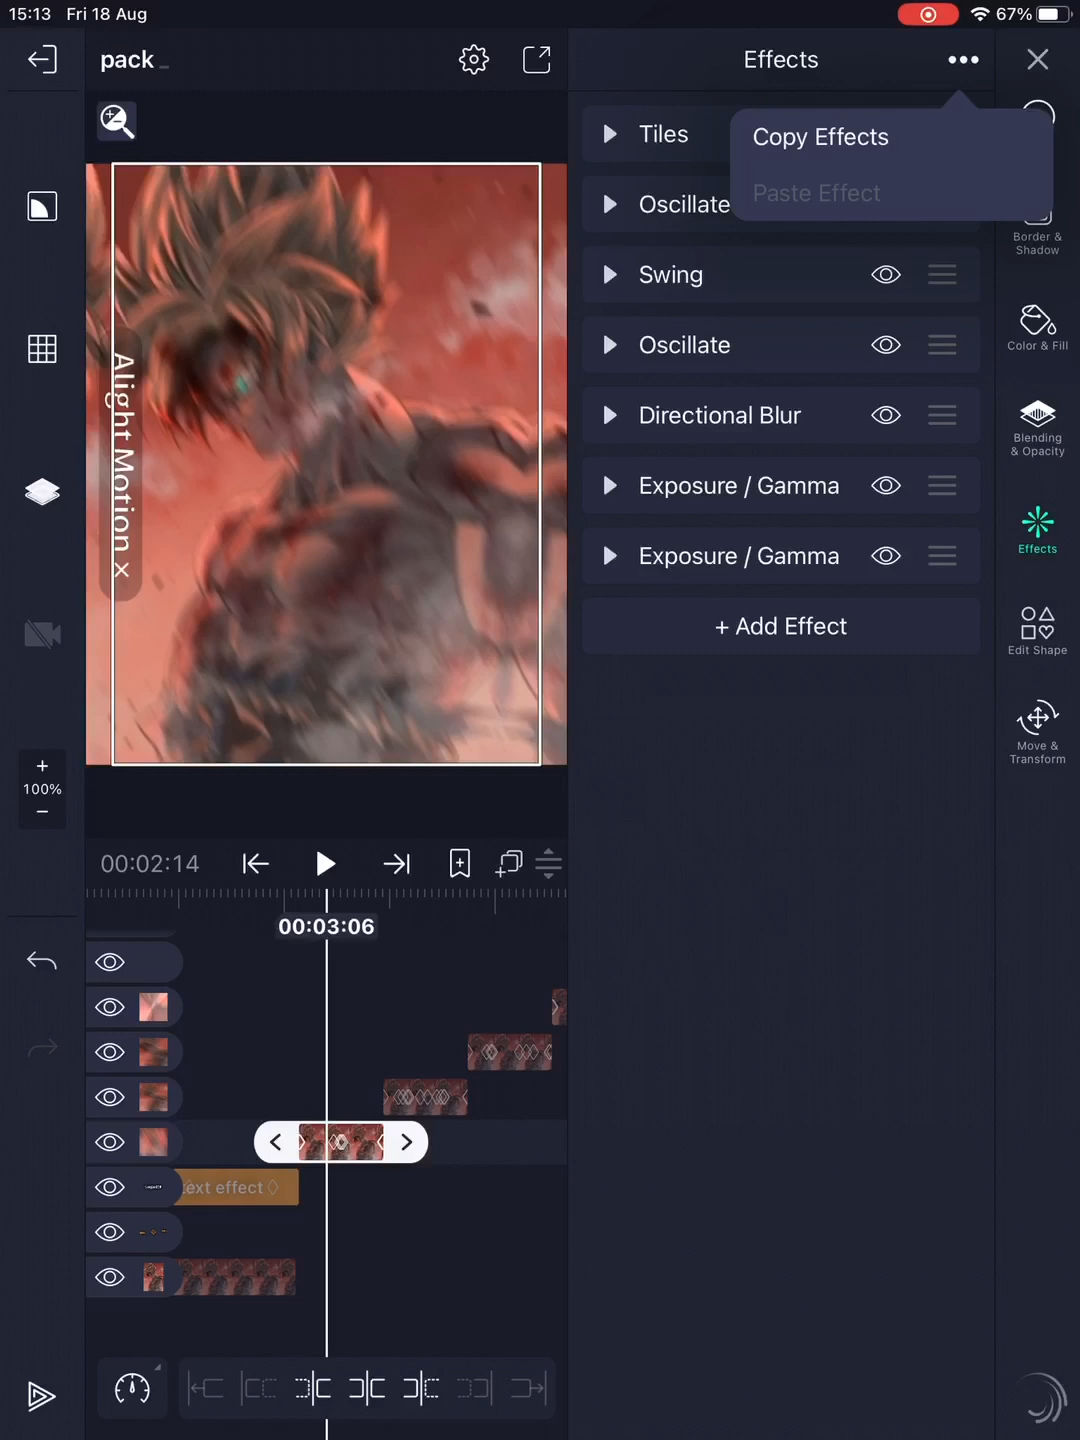 15:13 Fri 18 Aug
67%
pack _
Effects
Copy Effects
Paste Effect
Tiles
Oscillate
Swing
Oscillate
Directional Blur
Exposure / Gamma
Exposure / Gamma
+ Add Effect
Border &
Shadow
Color & Fill
Blending
& Opacity
Effects
Edit Shape
Move &
Transform
Alight Motion x
+
100%
−
00:02:14
00:03:06
text effect